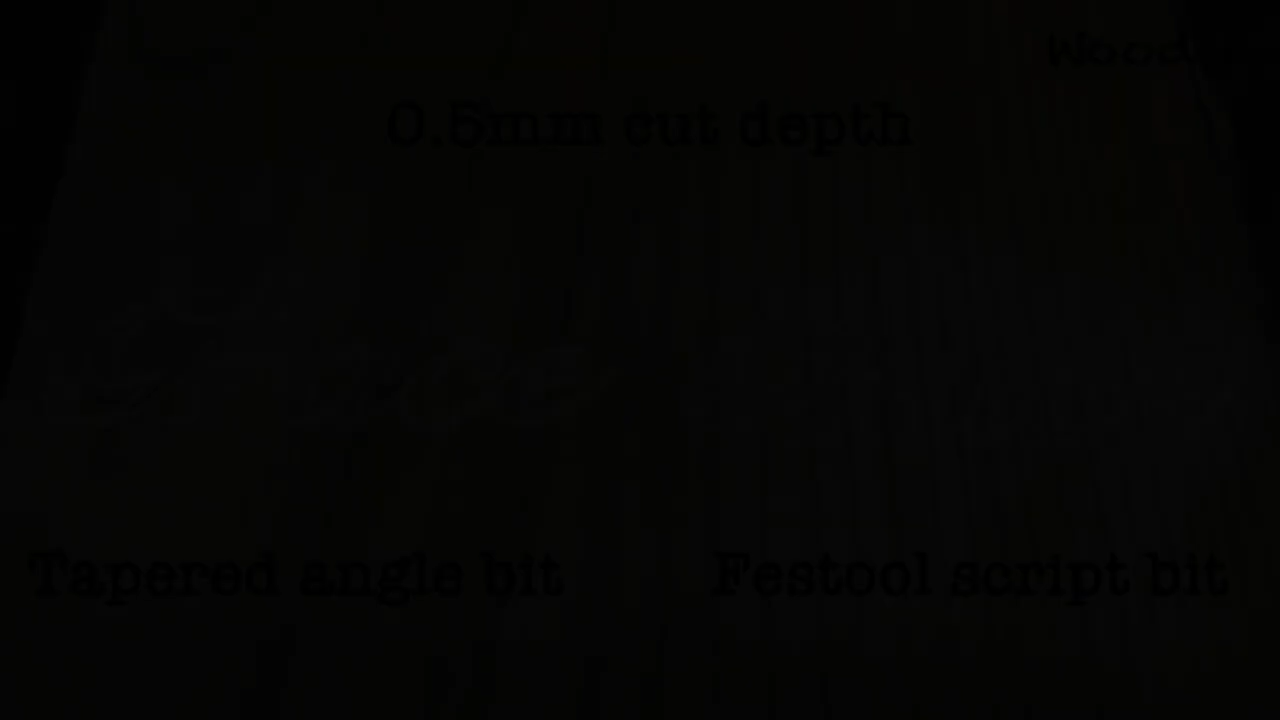 Wood
0.5mm cut depth
Tapered angle bit
Festool script bit